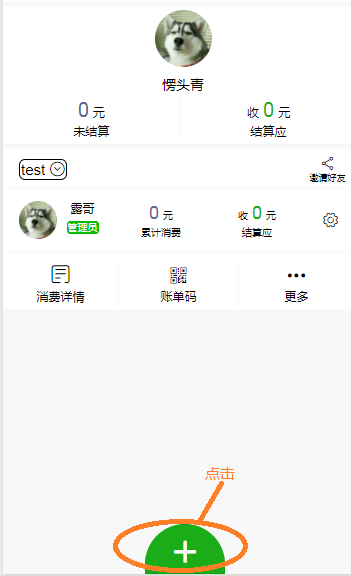 愣头青
0 元 收 0 元
未结算 结算应
test 邀请好友
露哥 0 元 收 0 元
管理员 累计消费 结算应
消费详情 账单码 更多
点击